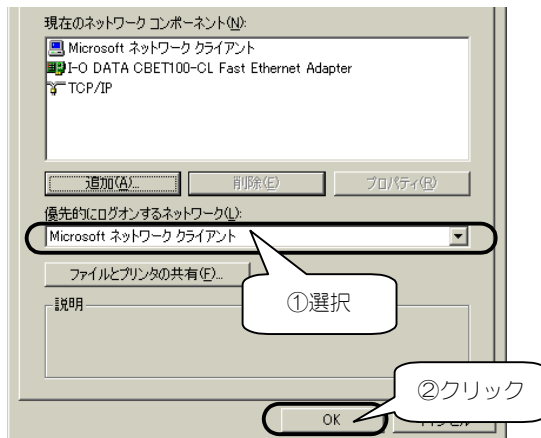 現在のネットワーク コンポーネント(N):
Microsoft ネットワーク クライアント
I-O DATA CBET100-CL Fast Ethernet Adapter
TCP/IP
追加(A)... 削除(E) プロパティ(R)
優先的にログオンするネットワーク(L):
Microsoft ネットワーク クライアント
ファイルとプリンタの共有(F)...
①選択
説明
②クリック
OK